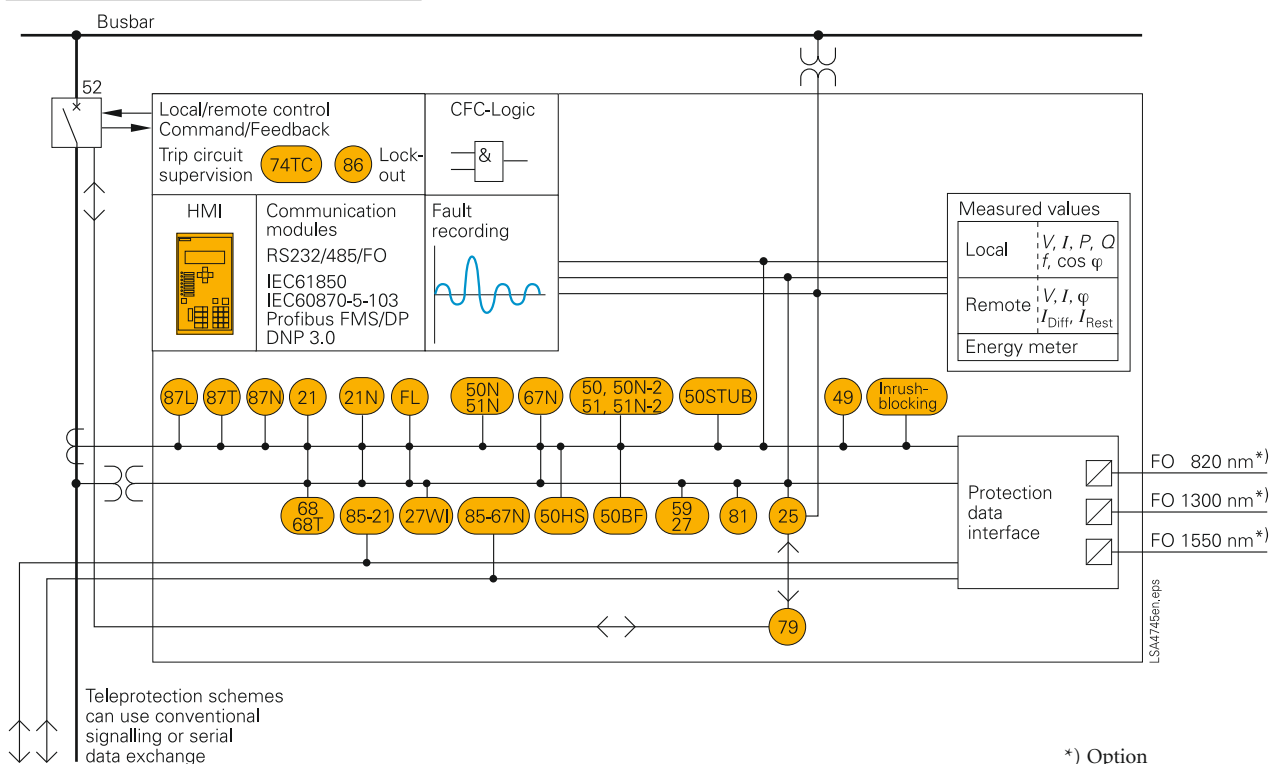 Busbar
52
Local/remote control
Command/Feedback
Trip circuit
supervision
74TC
86
Lock-
out
CFC-Logic
&
HMI
Communication
modules
RS232/485/FO
IEC61850
IEC60870-5-103
Profibus FMS/DP
DNP 3.0
Fault
recording
Measured values
Local
V, I, P, Q
f, cos φ
Remote
V, I, φ
I Diff, I Rest
Energy meter
87L
87T
87N
21
21N
FL
50N
51N
67N
50, 50N-2
51, 51N-2
50STUB
49
Inrush-
blocking
68
68T
85-21
27WI
85-67N
50HS
50BF
59
27
81
25
79
Protection
data
interface
FO 820 nm*)
FO 1300 nm*)
FO 1550 nm*)
LSA4745en.eps
Teleprotection schemes
can use conventional
signalling or serial
data exchange
*) Option